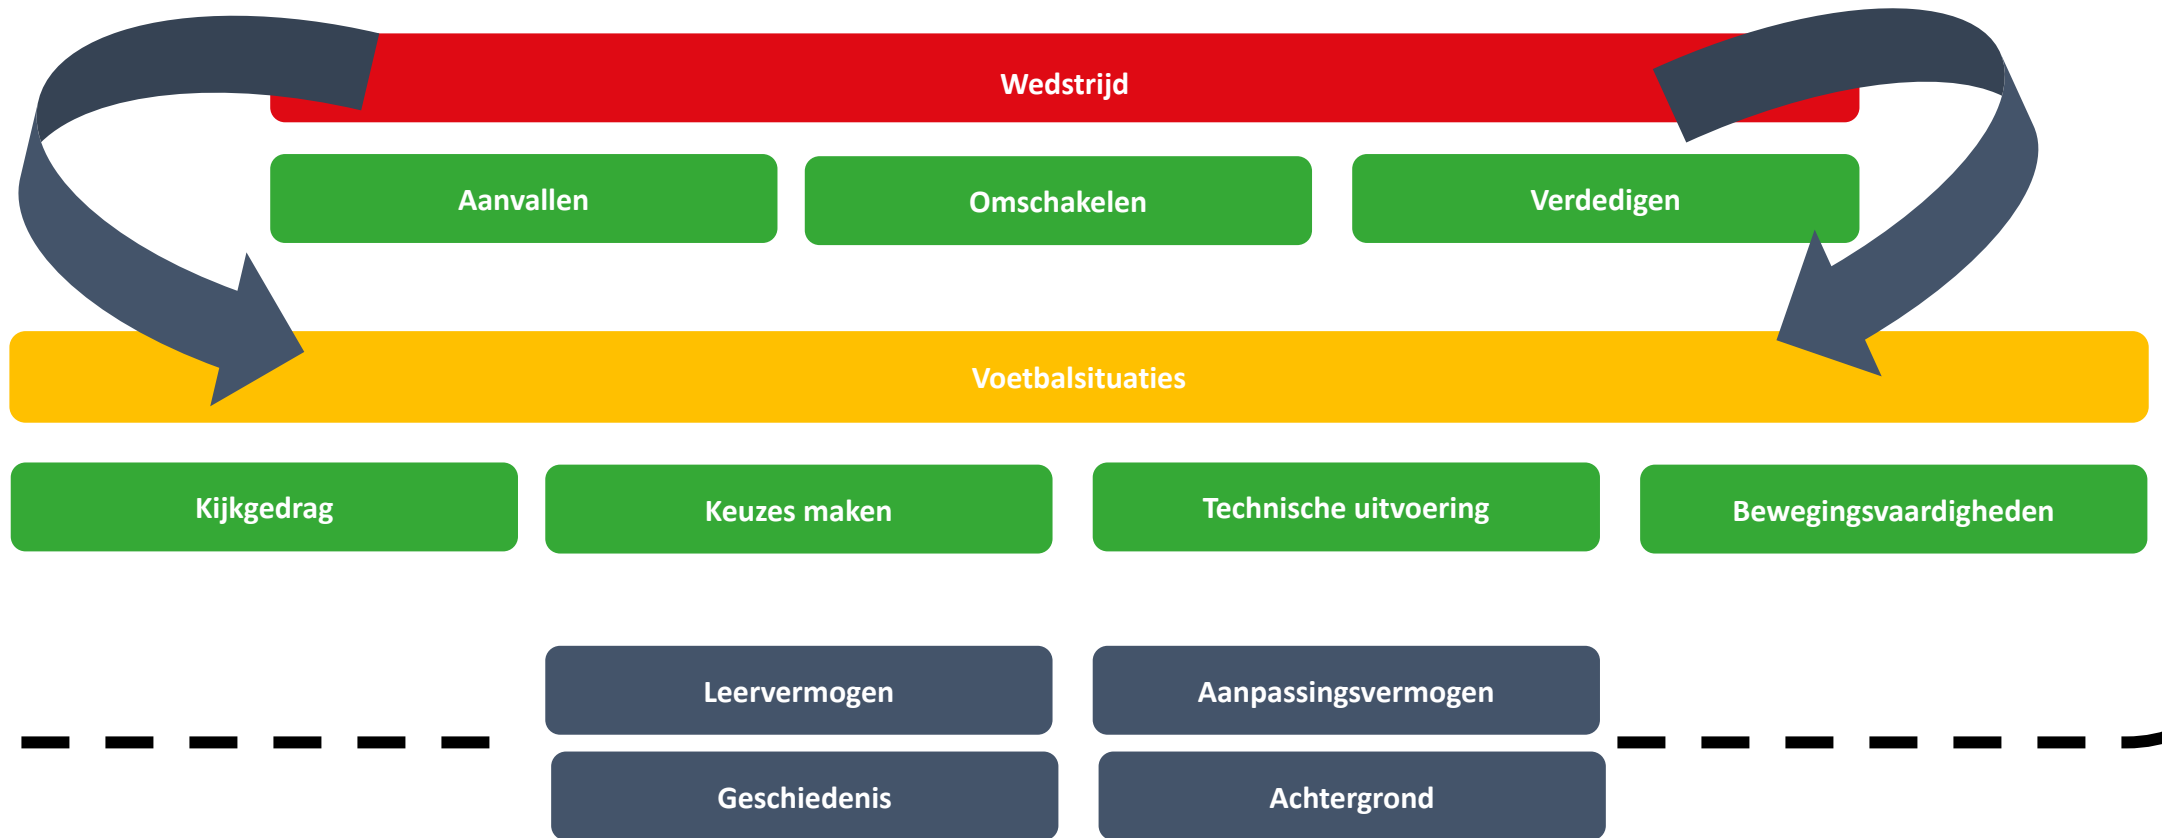 Wedstrijd
Aanvallen
Omschakelen
Verdedigen
Voetbalsituaties
Kijkgedrag
Keuzes maken
Technische uitvoering
Bewegingsvaardigheden
Leervermogen
Aanpassingsvermogen
Geschiedenis
Achtergrond